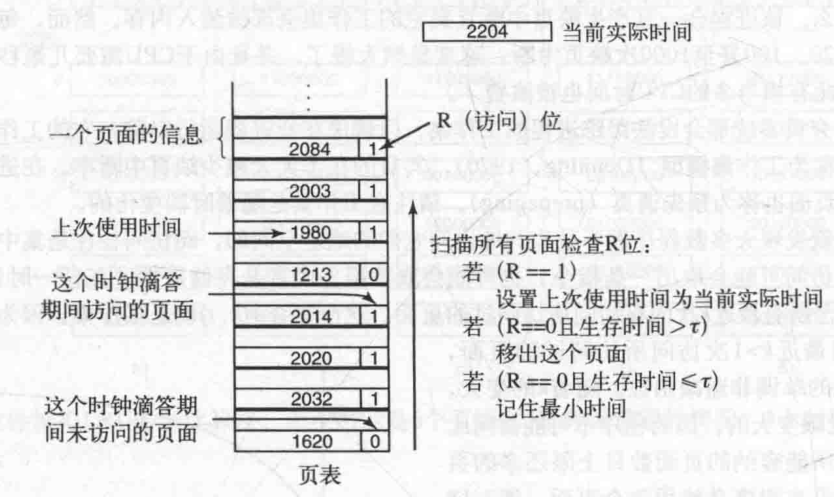 2204 当前实际时间
一个页面的信息
R（访问）位
2084 1
2003 1
上次使用时间
1980 1
1213 0
这个时钟滴答
期间访问的页面
2014 1
2020 1
2032 1
这个时钟滴答期
间未访问的页面
1620 0
页表
扫描所有页面检查R位：
若（R==1）
设置上次使用时间为当前实际时间
若（R==0且生存时间>τ）
移出这个页面
若（R==0且生存时间≤τ）
记住最小时间